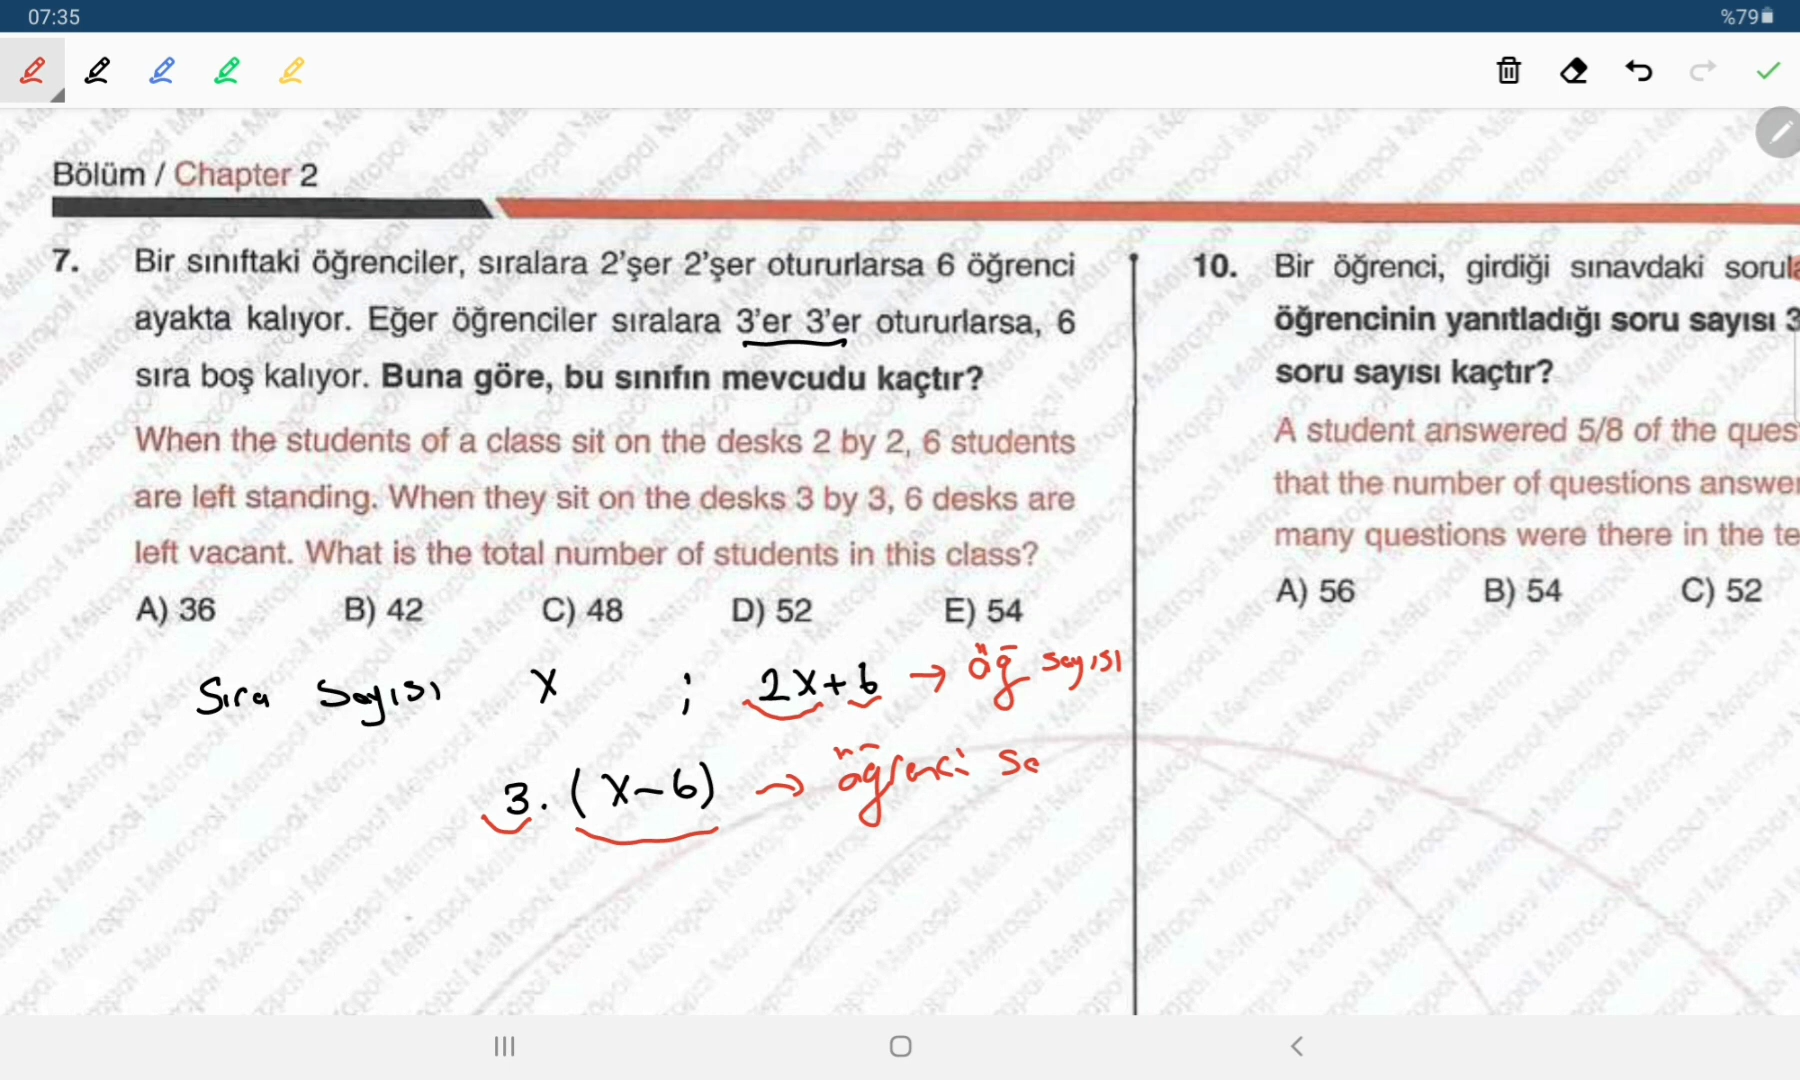 07:35
%79
Bölüm / Chapter 2
7. Bir sınıftaki öğrenciler, sıralara 2'şer 2'şer otururlarsa 6 öğrenci
ayakta kalıyor. Eğer öğrenciler sıralara 3'er 3'er otururlarsa, 6
sıra boş kalıyor. Buna göre, bu sınıfın mevcudu kaçtır?
When the students of a class sit on the desks 2 by 2, 6 students
are left standing. When they sit on the desks 3 by 3, 6 desks are
left vacant. What is the total number of students in this class?
A) 36 B) 42 C) 48 D) 52 E) 54
Sıra sayısı x ; 2x+6 → öğ sayısı
3.(x-6) → öğrenci sa
10. Bir öğrenci, girdiği sınavdaki
öğrencinin yanıtladığı soru sayısı 3
soru sayısı kaçtır?
A student answered 5/8 of the ques
that the number of questions answe
many questions were there in the te
A) 56 B) 54 C) 52